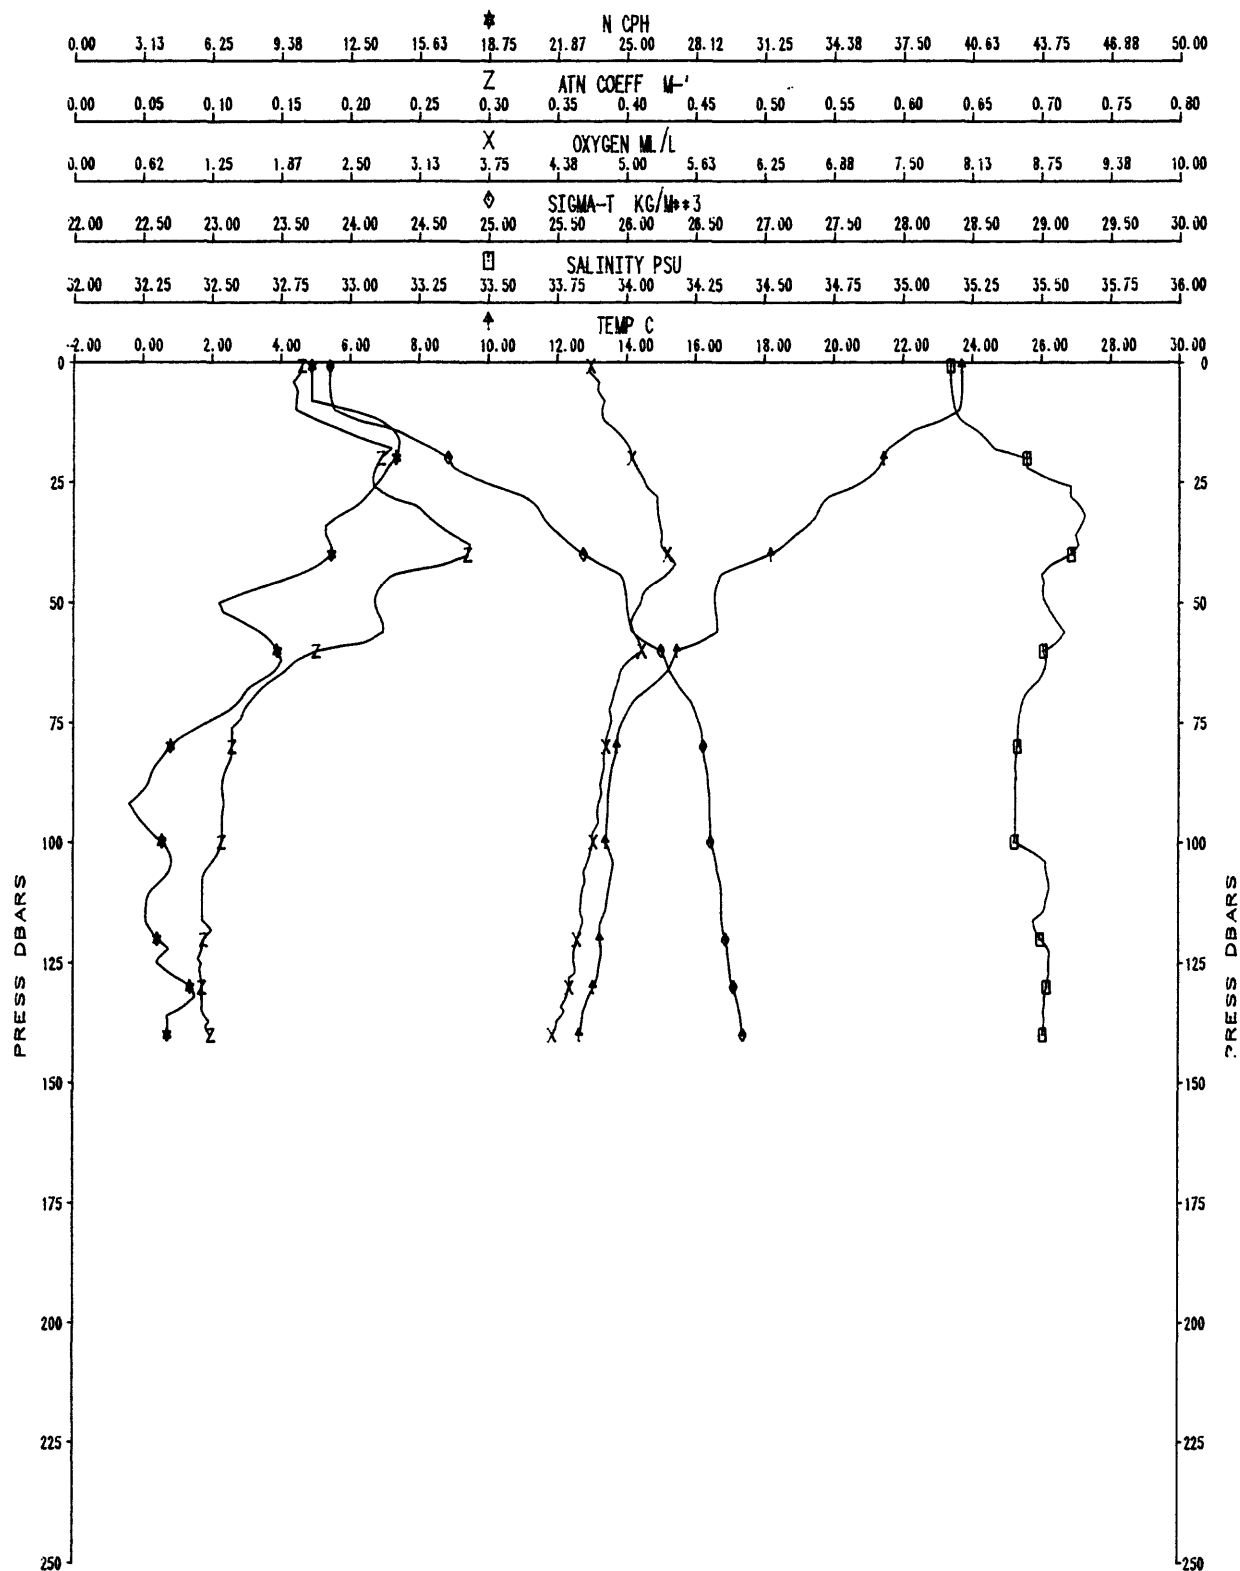 N CPH
0.00 3.13 6.25 9.38 12.50 15.63 18.75 21.87 25.00 28.12 31.25 34.38 37.50 40.63 43.75 46.88 50.00
Z ATN COEFF M-'
0.00 0.05 0.10 0.15 0.20 0.25 0.30 0.35 0.40 0.45 0.50 0.55 0.60 0.65 0.70 0.75 0.80
X OXYGEN ML/L
0.00 0.62 1.25 1.87 2.50 3.13 3.75 4.38 5.00 5.63 6.25 6.88 7.50 8.13 8.75 9.38 10.00
SIGMA-T KG/M**3
22.00 22.50 23.00 23.50 24.00 24.50 25.00 25.50 26.00 26.50 27.00 27.50 28.00 28.50 29.00 29.50 30.00
SALINITY PSU
32.00 32.25 32.50 32.75 33.00 33.25 33.50 33.75 34.00 34.25 34.50 34.75 35.00 35.25 35.50 35.75 36.00
TEMP C
-2.00 0.00 2.00 4.00 6.00 8.00 10.00 12.00 14.00 16.00 18.00 20.00 22.00 24.00 26.00 28.00 30.00
0 0
25 25
50 50
75 75
100 100
125 125
150 150
175 175
200 200
225 225
250 250
PRESS DBARS
PRESS DBARS